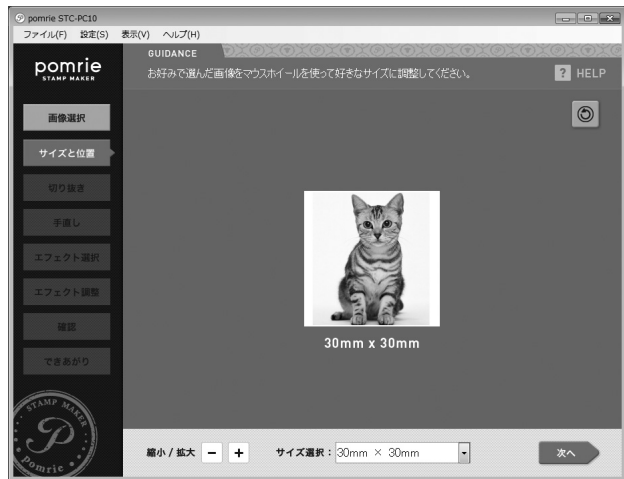 pomrie STC-PC10
ファイル(F) 設定(S) 表示(V) ヘルプ(H)
pomrie
STAMP MAKER
GUIDANCE
お好みで選んだ画像をマウスホイールを使って好きなサイズに調整してください。
? HELP
画像選択
サイズと位置
切り抜き
手直し
エフェクト選択
エフェクト調整
確認
できあがり
30mm x 30mm
STAMP MAKER
P
Pomrie
縮小 / 拡大 - + サイズ選択 : 30mm × 30mm 次へ